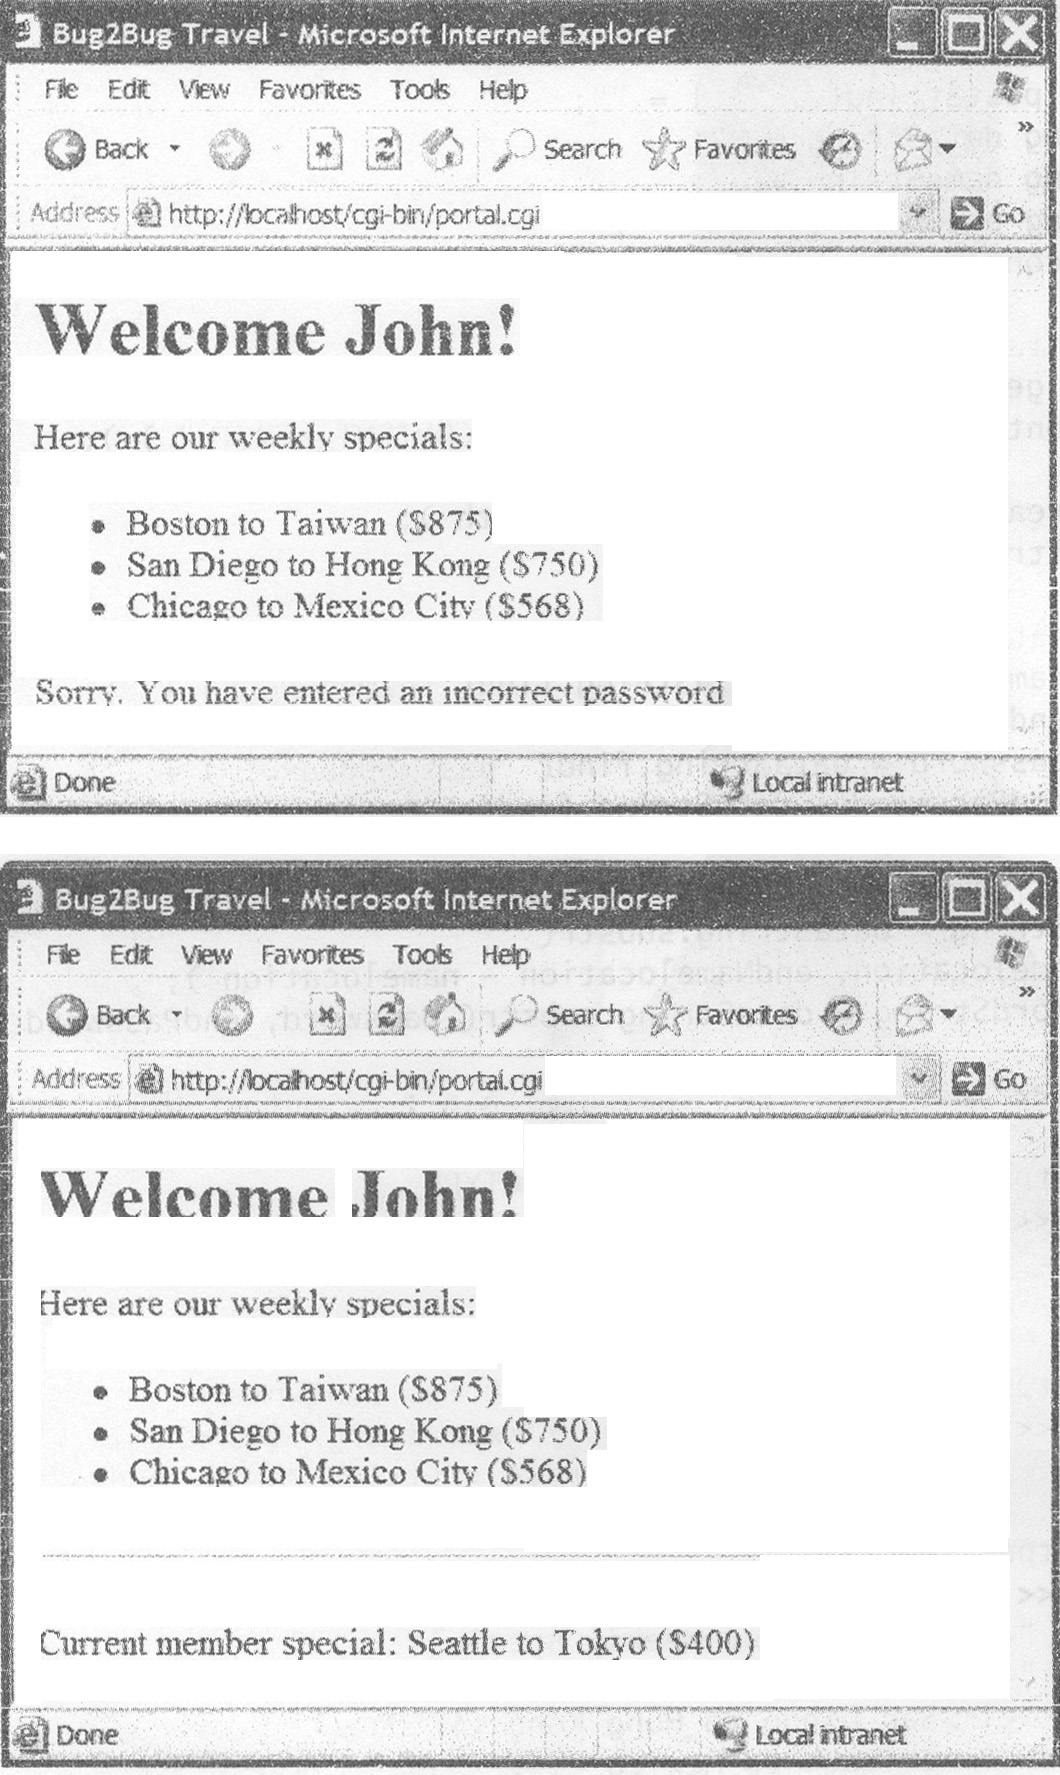 Bug2Bug Travel - Microsoft Internet Explorer
File Edit View Favorites Tools Help
Back Search Favorites »
Address http://localhost/cgi-bin/portal.cgi Go
Welcome John!
Here are our weekly specials:
• Boston to Taiwan ($875)
• San Diego to Hong Kong ($750)
• Chicago to Mexico City ($568)
Sorry. You have entered an incorrect password
Done Local intranet
Bug2Bug Travel - Microsoft Internet Explorer
File Edit View Favorites Tools Help
Back Search Favorites »
Address http://localhost/cgi-bin/portal.cgi Go
Welcome John!
Here are our weekly specials:
• Boston to Taiwan ($875)
• San Diego to Hong Kong ($750)
• Chicago to Mexico City ($568)
Current member special: Seattle to Tokyo ($400)
Done Local intranet